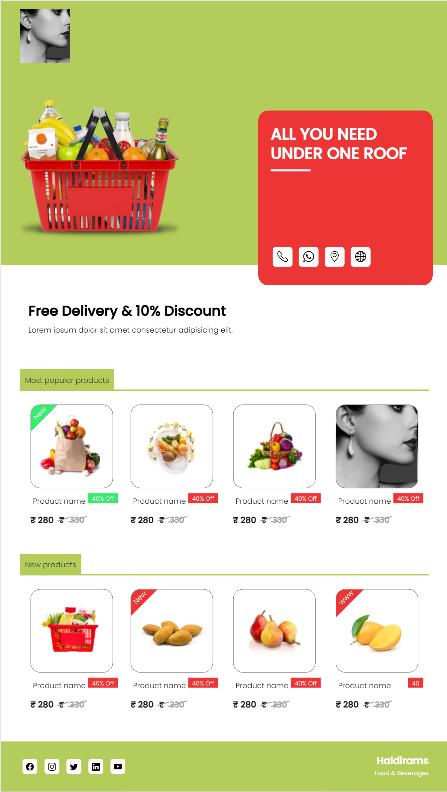 ALL YOU NEED
UNDER ONE ROOF
Free Delivery & 10% Discount
Lorem ipsum dolor sit amet consectetur adipisicing elit.
Most popular products
New
Product name 40% Off
₹ 280 ₹ 330
Product name 40% Off
₹ 280 ₹ 330
Product name 40% Off
₹ 280 ₹ 330
Product name 40% Off
₹ 280 ₹ 330
New products
Product name 40% Off
₹ 280 ₹ 330
New
Product name 40% Off
₹ 280 ₹ 330
Product name 40% Off
₹ 280 ₹ 330
www
Product name 40
₹ 280 ₹ 330
Haldirams
Food & Beverages